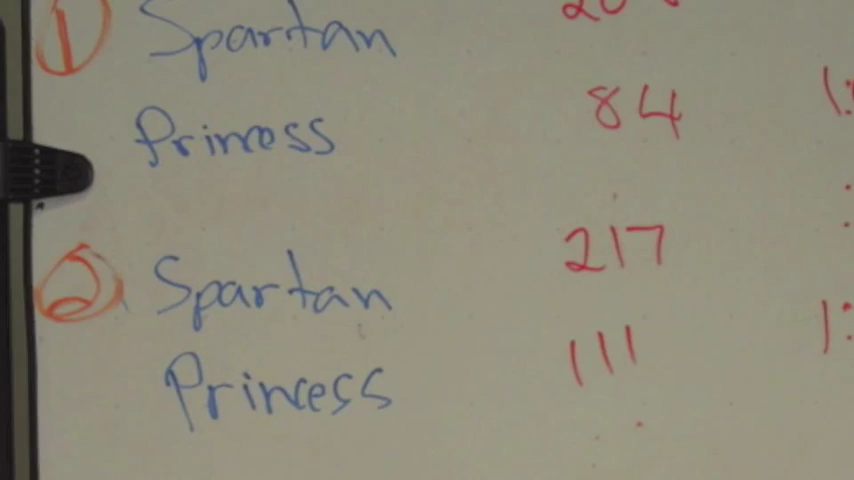 ① Spartan
Princess 84
② Spartan 217
Princess 111